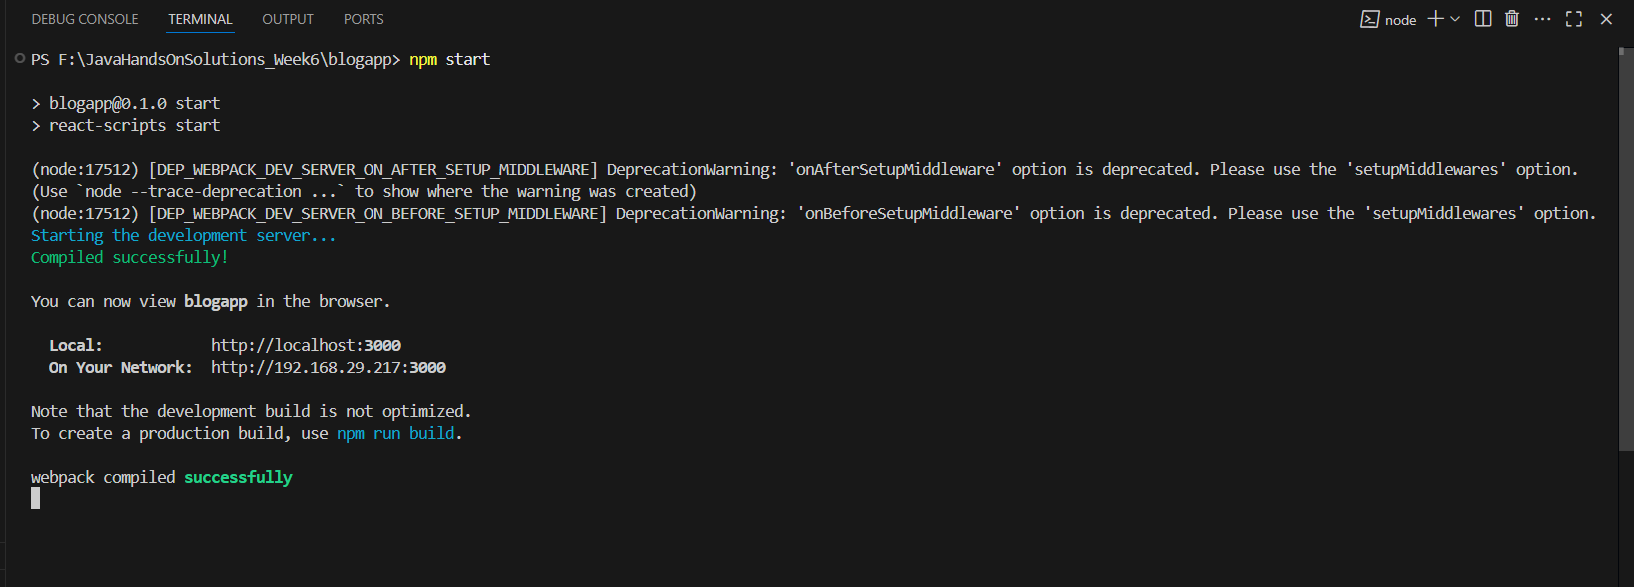 DEBUG CONSOLE TERMINAL OUTPUT PORTS node
PS F:\JavaHandsOnSolutions_Week6\blogapp> npm start
> blogapp@0.1.0 start
> react-scripts start
(node:17512) [DEP_WEBPACK_DEV_SERVER_ON_AFTER_SETUP_MIDDLEWARE] DeprecationWarning: 'onAfterSetupMiddleware' option is deprecated. Please use the 'setupMiddlewares' option.
(Use `node --trace-deprecation ...` to show where the warning was created)
(node:17512) [DEP_WEBPACK_DEV_SERVER_ON_BEFORE_SETUP_MIDDLEWARE] DeprecationWarning: 'onBeforeSetupMiddleware' option is deprecated. Please use the 'setupMiddlewares' option.
Starting the development server...
Compiled successfully!
You can now view blogapp in the browser.
Local: http://localhost:3000
On Your Network: http://192.168.29.217:3000
Note that the development build is not optimized.
To create a production build, use npm run build.
webpack compiled successfully